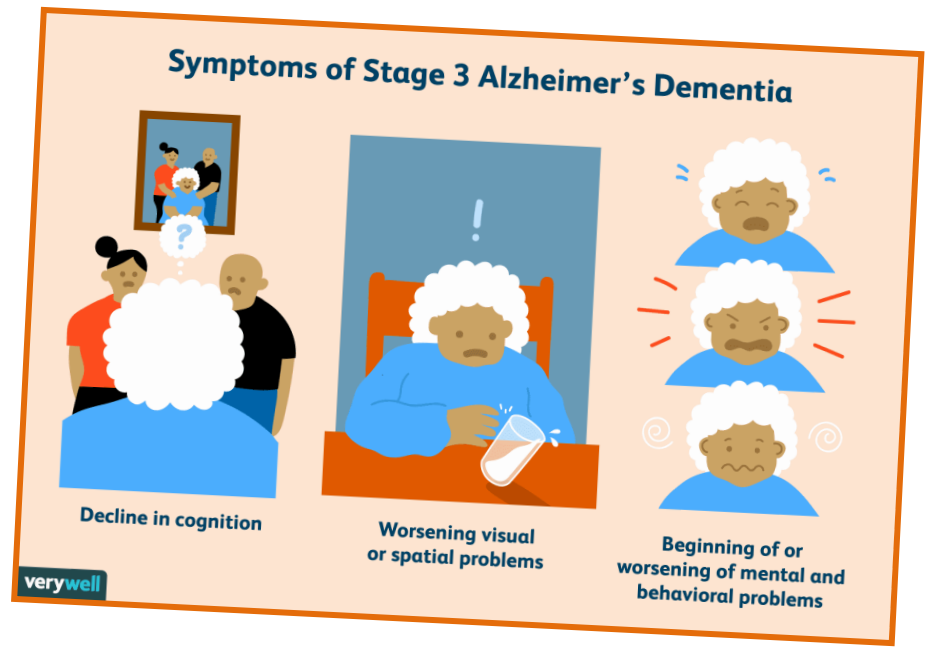 Symptoms of Stage 3 Alzheimer's Dementia
?
!
Decline in cognition
Worsening visual
or spatial problems
Beginning of or
worsening of mental and
behavioral problems
verywell